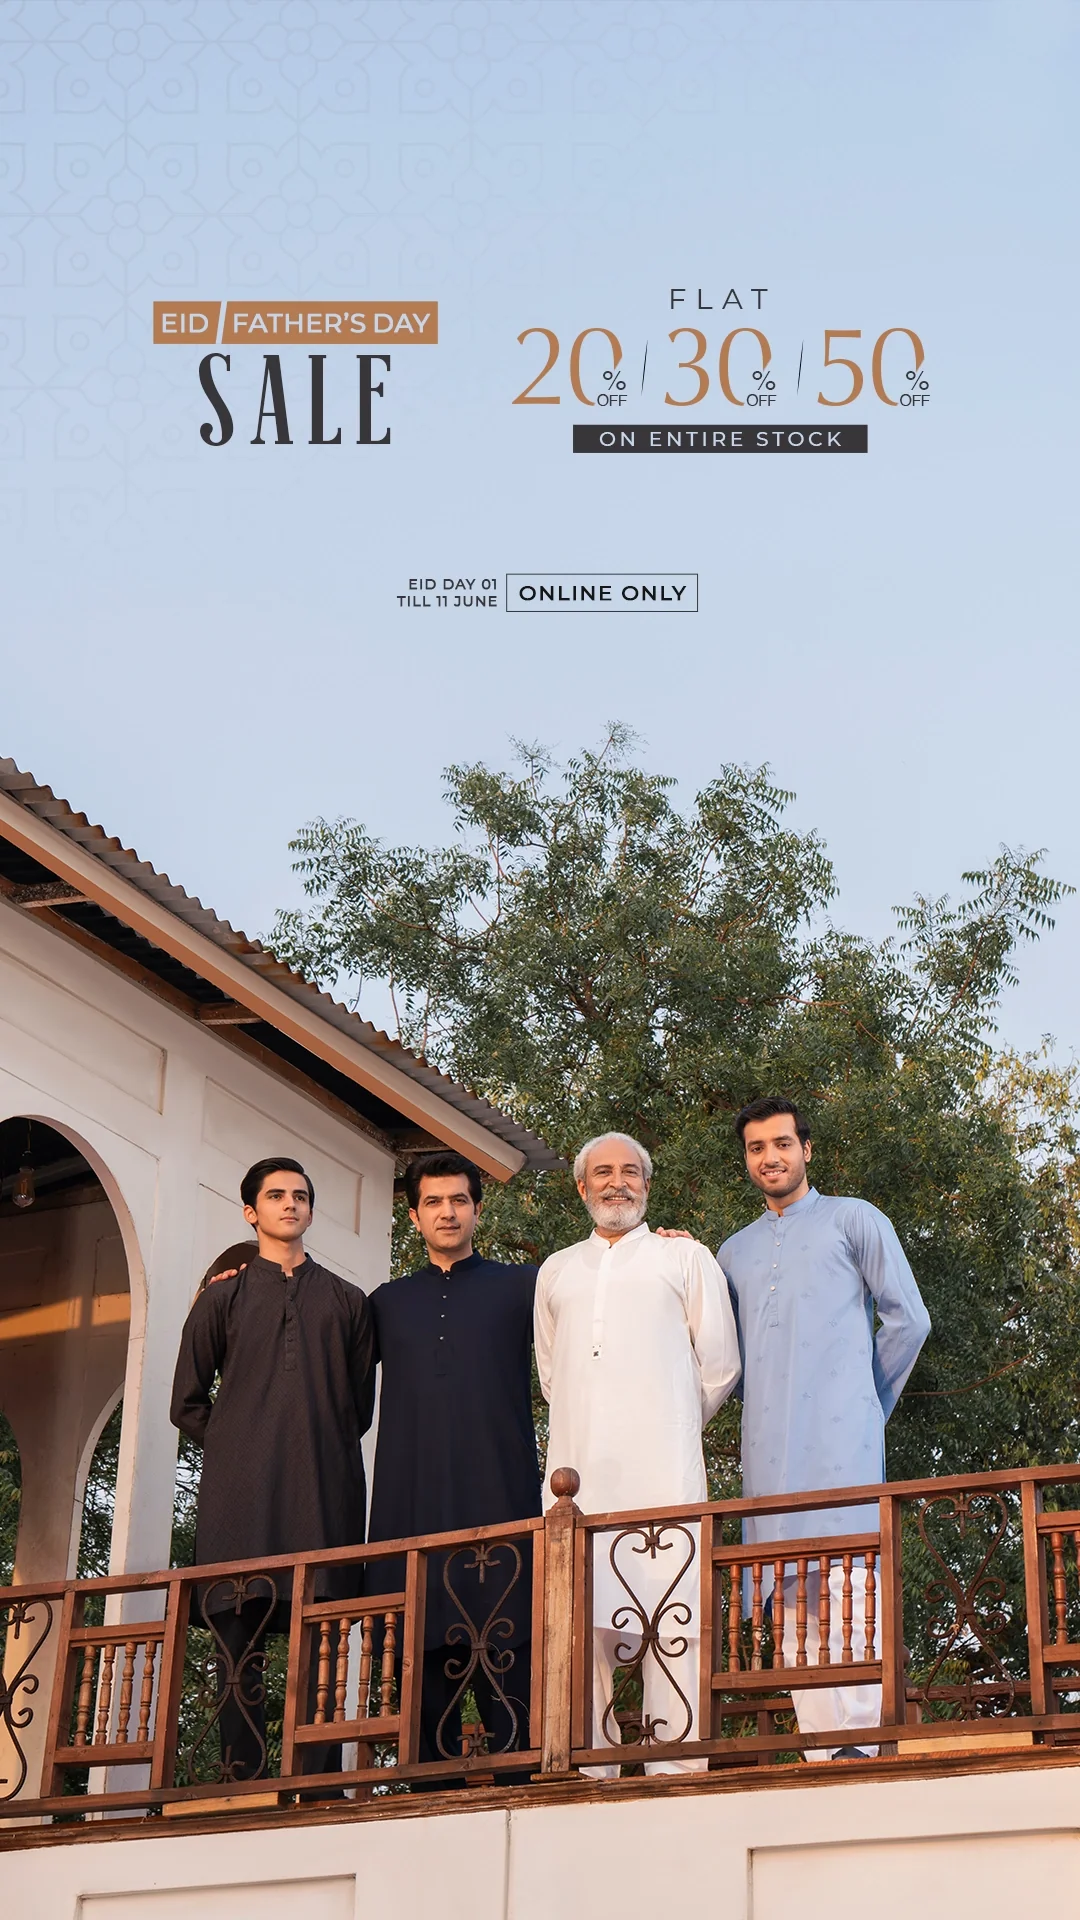 EID / FATHER'S DAY
SALE
FLAT
20% OFF / 30% OFF / 50% OFF
ON ENTIRE STOCK
EID DAY 01
TILL 11 JUNE
ONLINE ONLY